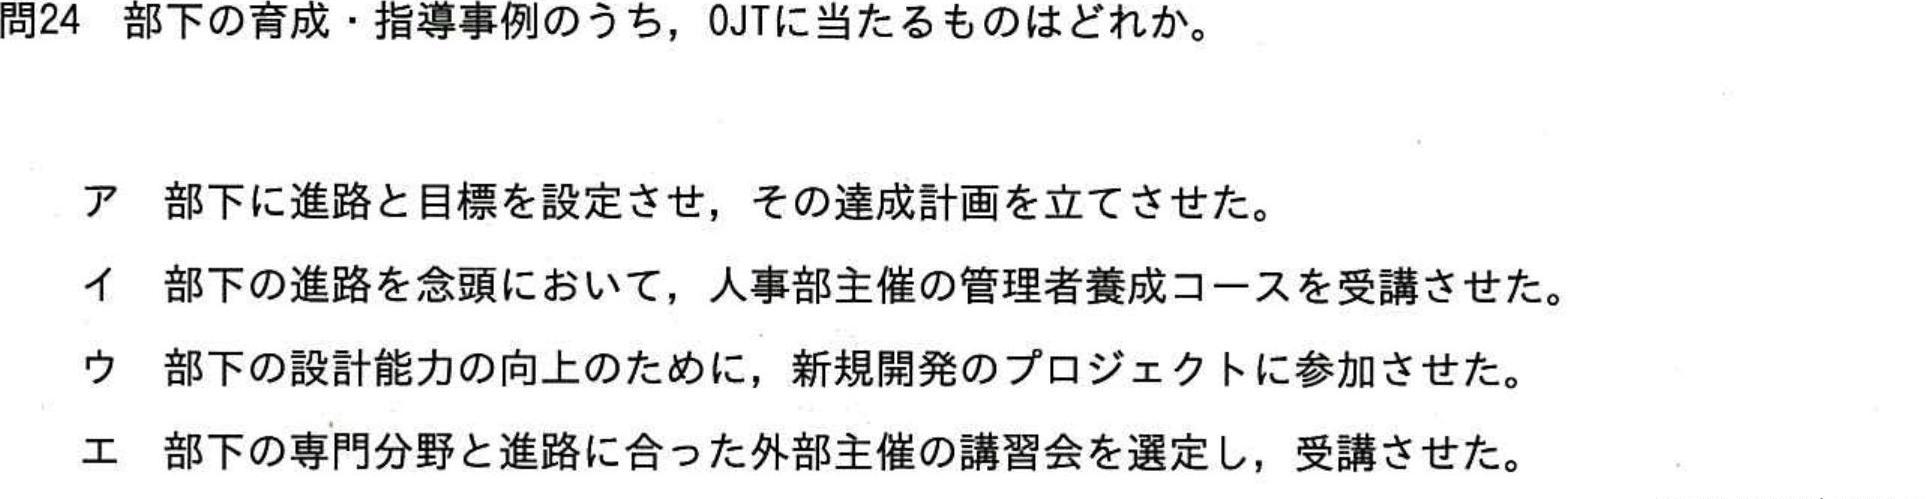 問24 部下の育成・指導事例のうち，OJTに当たるものはどれか。
ア 部下に進路と目標を設定させ，その達成計画を立てさせた。
イ 部下の進路を念頭において，人事部主催の管理者養成コースを受講させた。
ウ 部下の設計能力の向上のために，新規開発のプロジェクトに参加させた。
エ 部下の専門分野と進路に合った外部主催の講習会を選定し，受講させた。